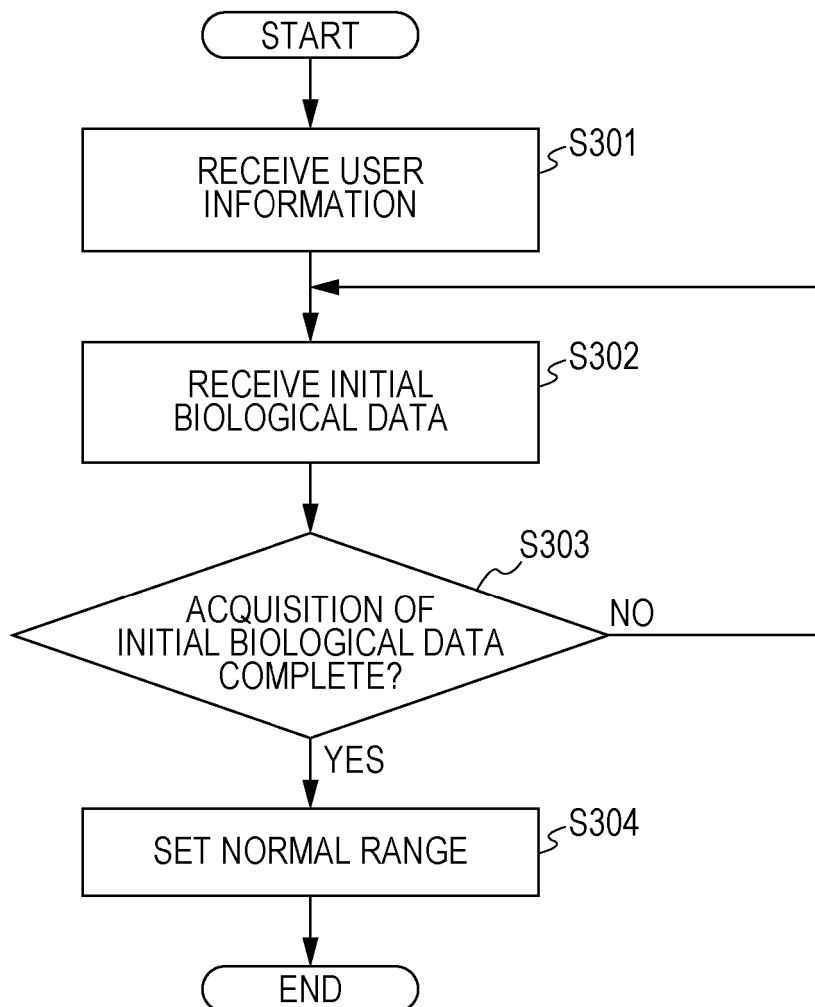 START
S301
RECEIVE USER
INFORMATION
S302
RECEIVE INITIAL
BIOLOGICAL DATA
S303
ACQUISITION OF
INITIAL BIOLOGICAL DATA
COMPLETE?
NO
YES
S304
SET NORMAL RANGE
END